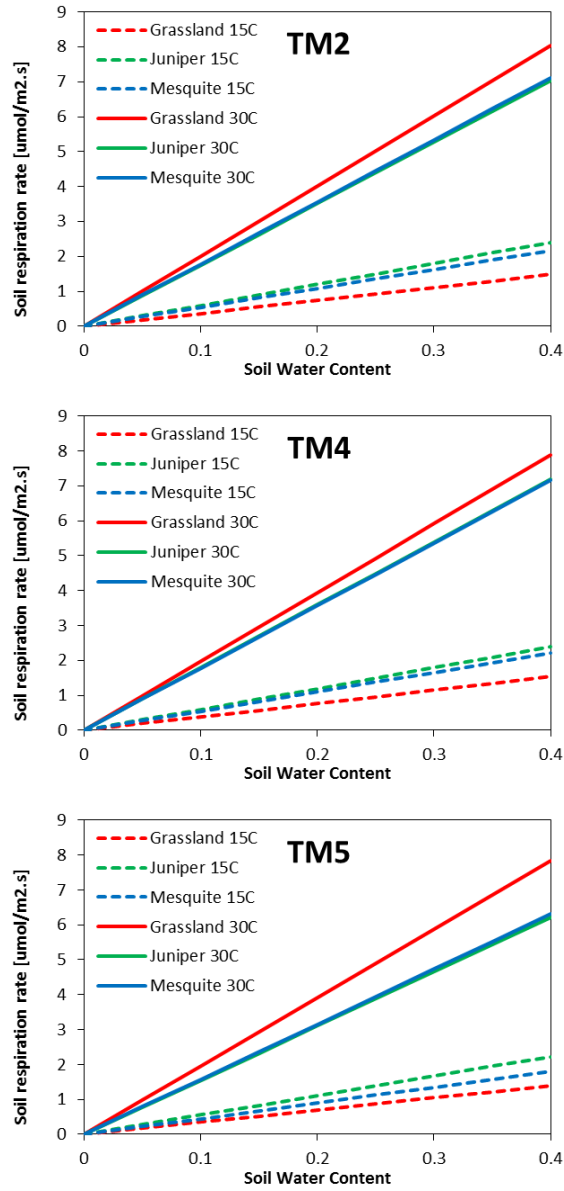 9
8
7
6
5
4
3
2
1
0
Soil respiration rate [umol/m2.s]
Grassland 15C
Juniper 15C
Mesquite 15C
Grassland 30C
Juniper 30C
Mesquite 30C
TM2
0 0.1 0.2 0.3 0.4
Soil Water Content
9
8
7
6
5
4
3
2
1
0
Soil respiration rate [umol/m2.s]
Grassland 15C
Juniper 15C
Mesquite 15C
Grassland 30C
Juniper 30C
Mesquite 30C
TM4
0 0.1 0.2 0.3 0.4
Soil Water Content
9
8
7
6
5
4
3
2
1
0
Soil respiration rate [umol/m2.s]
Grassland 15C
Juniper 15C
Mesquite 15C
Grassland 30C
Juniper 30C
Mesquite 30C
TM5
0 0.1 0.2 0.3 0.4
Soil Water Content